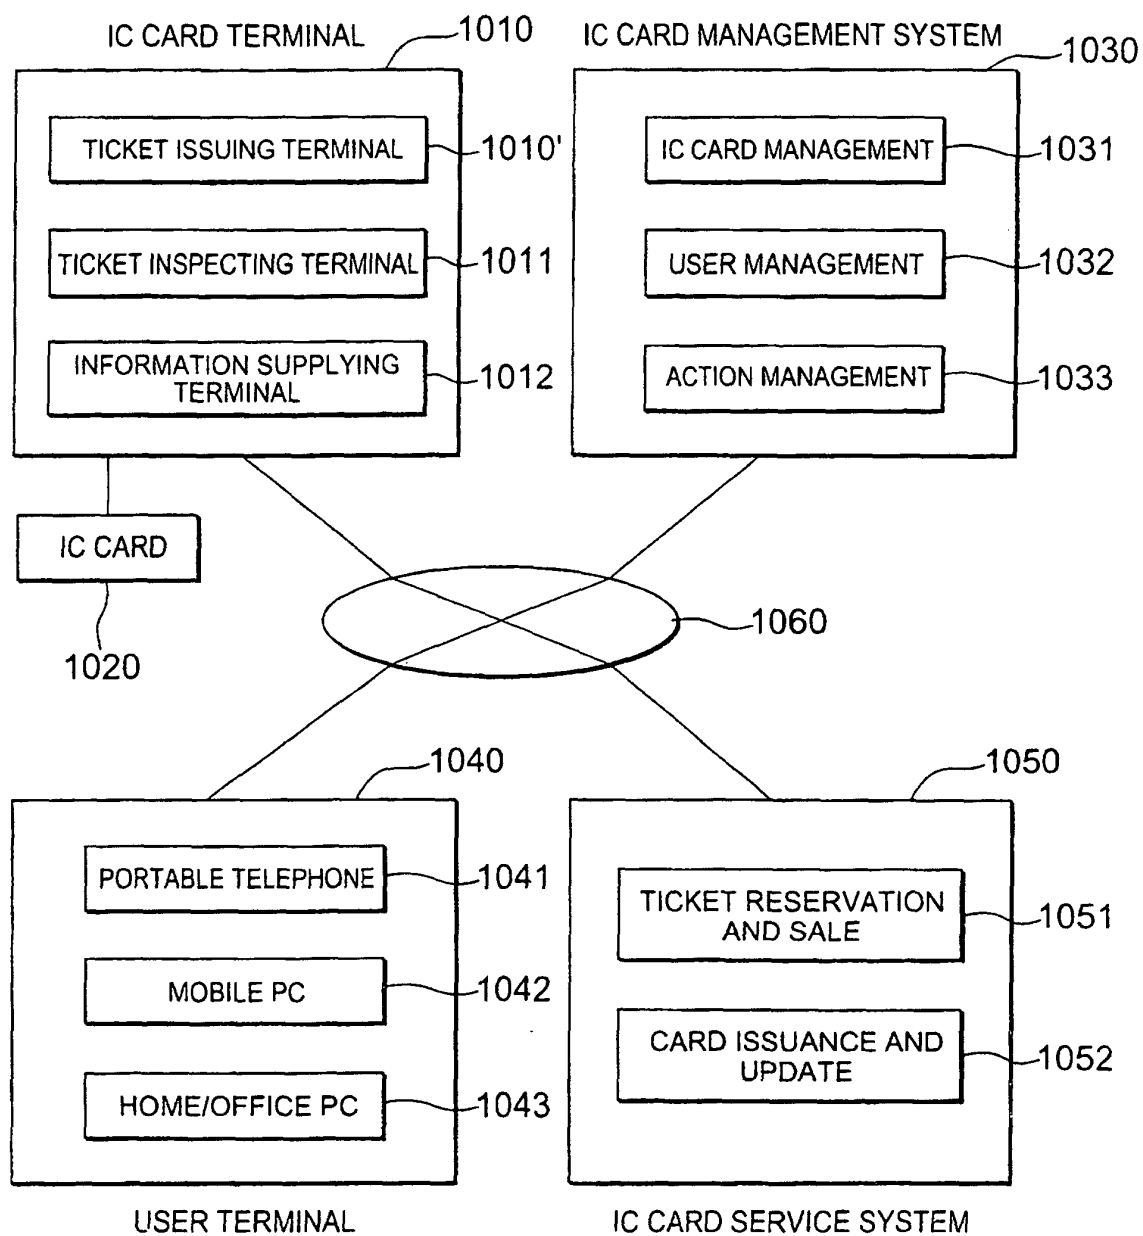 IC CARD TERMINAL
1010
TICKET ISSUING TERMINAL
1010'
TICKET INSPECTING TERMINAL
1011
INFORMATION SUPPLYING
TERMINAL
1012
IC CARD
1020
IC CARD MANAGEMENT SYSTEM
1030
IC CARD MANAGEMENT
1031
USER MANAGEMENT
1032
ACTION MANAGEMENT
1033
1060
1040
PORTABLE TELEPHONE
1041
MOBILE PC
1042
HOME/OFFICE PC
1043
USER TERMINAL
1050
TICKET RESERVATION
AND SALE
1051
CARD ISSUANCE AND
UPDATE
1052
IC CARD SERVICE SYSTEM